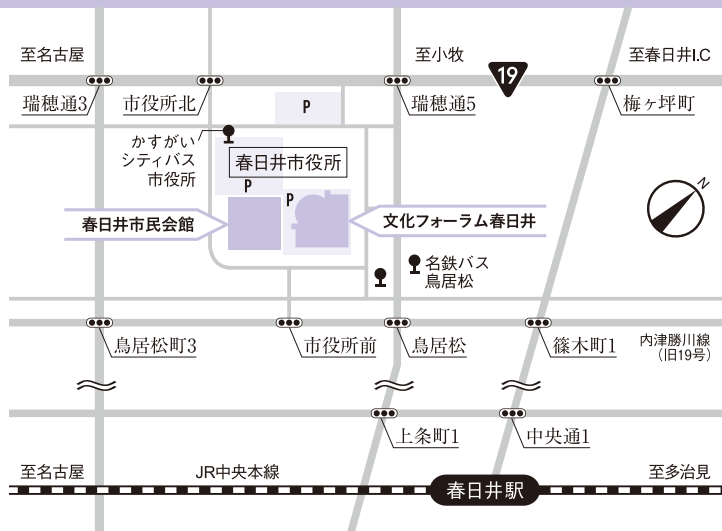 至名古屋
至小牧
19
至春日井I.C
瑞穂通3
市役所北
P
瑞穂通5
梅ヶ坪町
かすがい
シティバス
市役所
春日井市役所
P
P
N
春日井市民会館
文化フォーラム春日井
名鉄バス
鳥居松
鳥居松町3
市役所前
鳥居松
篠木町1
内津勝川線
(旧19号)
上条町1
中央通1
至名古屋
JR中央本線
春日井駅
至多治見